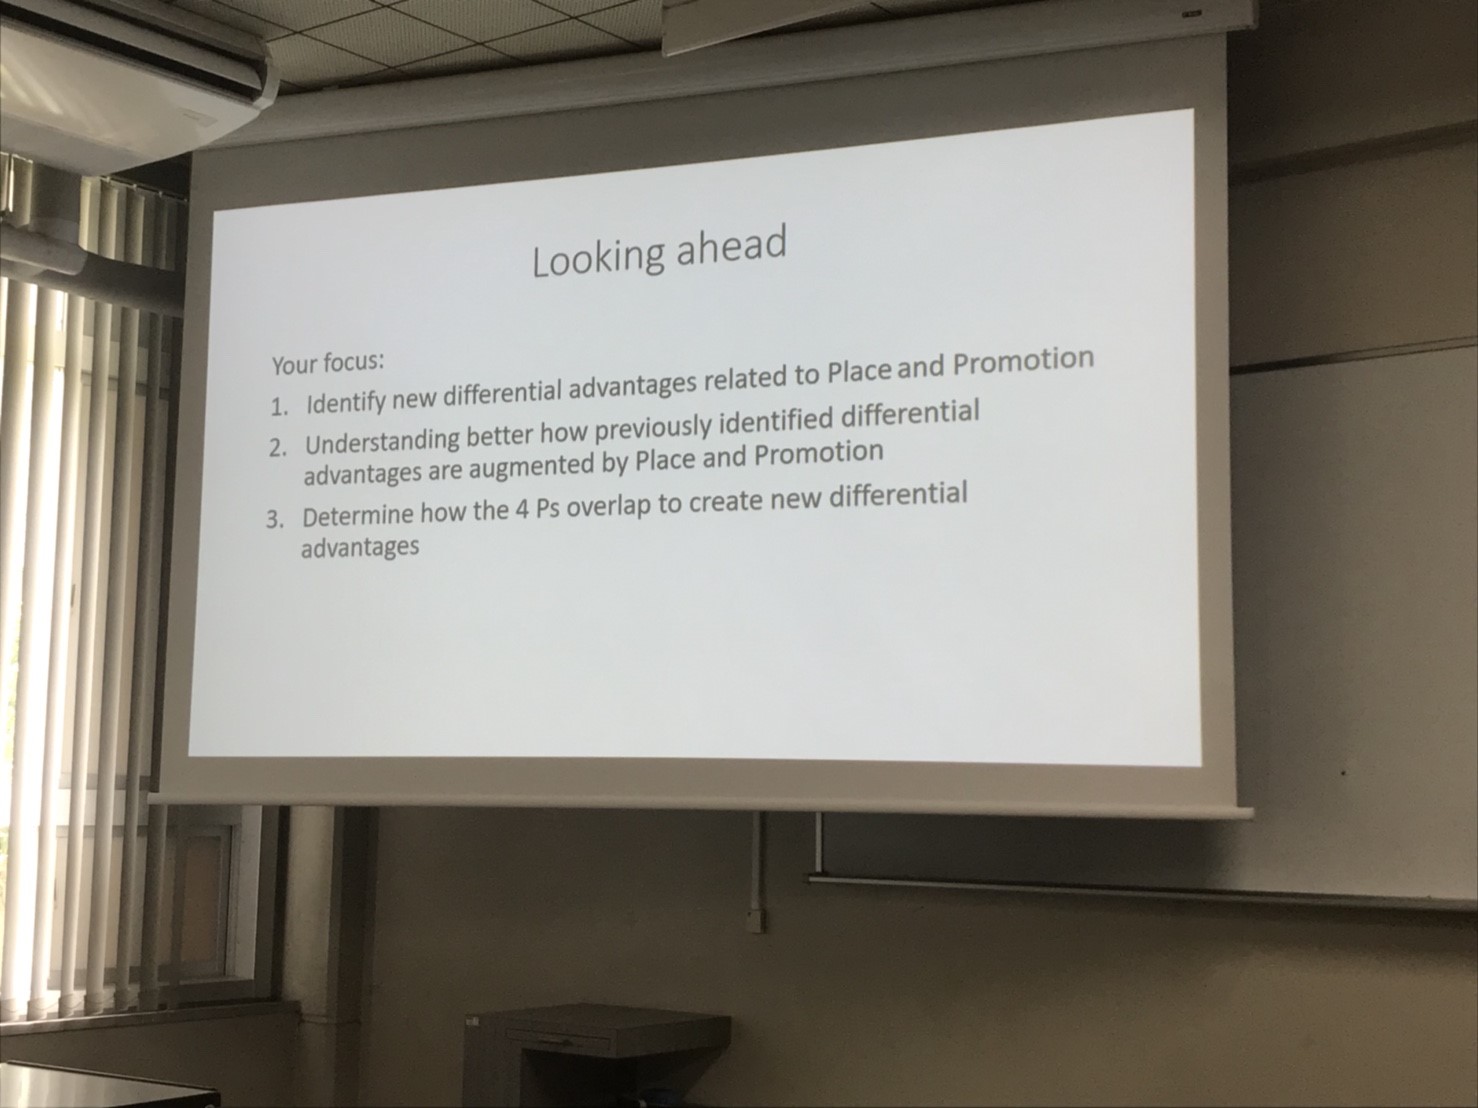 Looking ahead
Your focus:
1. Identify new differential advantages related to Place and Promotion
2. Understanding better how previously identified differential
advantages are augmented by Place and Promotion
3. Determine how the 4 Ps overlap to create new differential
advantages